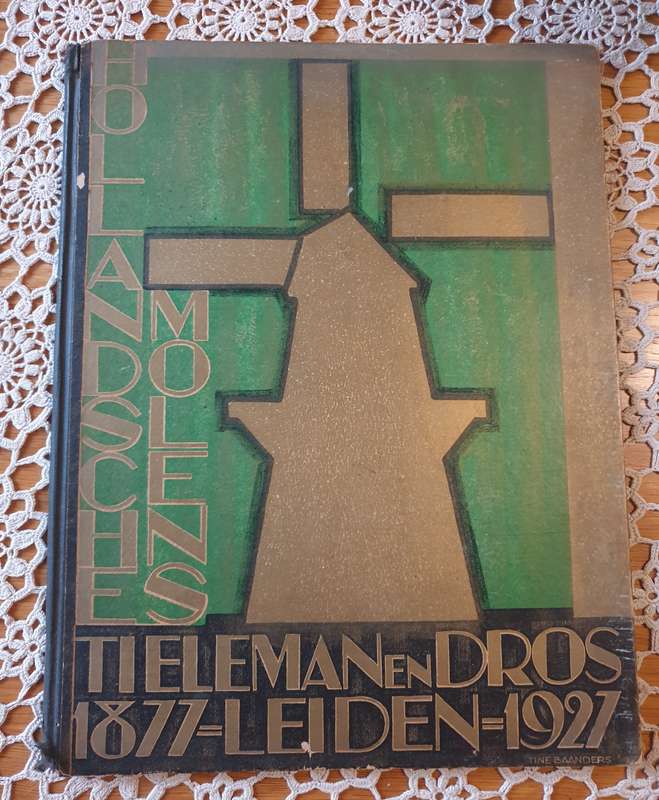 HOLLANDSCHE
MOLENS
TIELEMAN EN DROS
1877=LEIDEN=1927
TINE BAANDERS